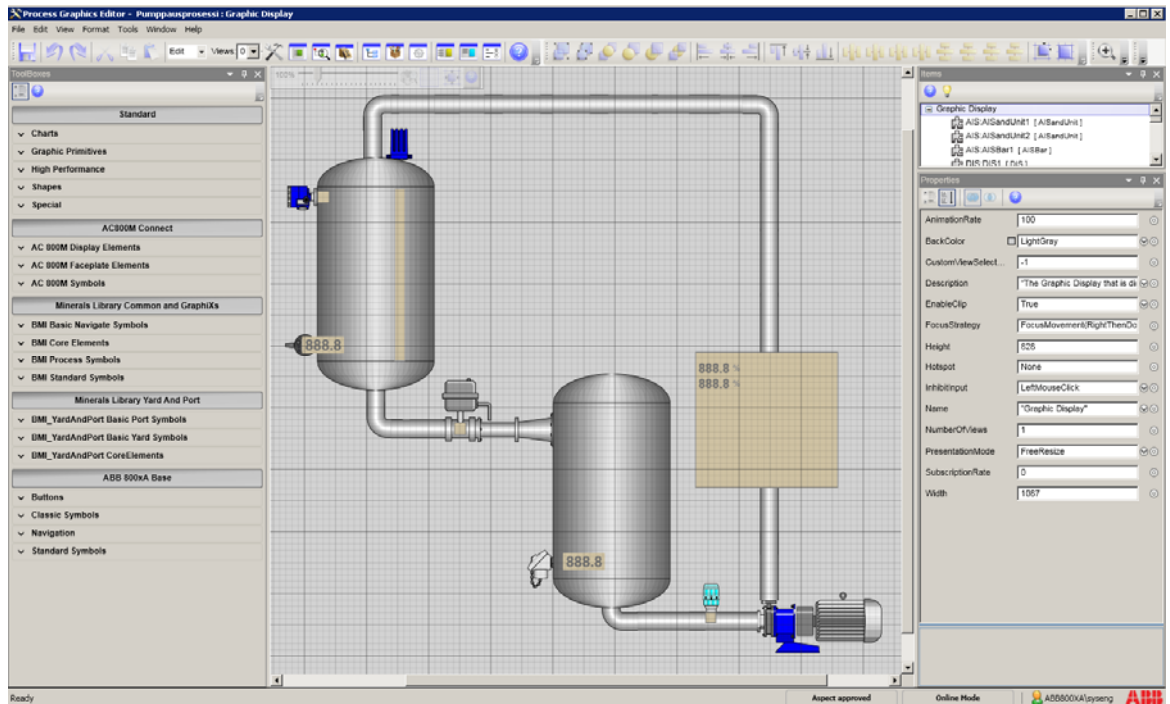 Process Graphics Editor - Pumppausprosessi : Graphic Display
File Edit View Format Tools Window Help
Edit Views: 0
ToolBoxes
100%
Items
Standard
Charts
Graphic Primitives
High Performance
Shapes
Special
AC800M Connect
AC 800M Display Elements
AC 800M Faceplate Elements
AC 800M Symbols
Minerals Library Common and GraphiXs
BMI Basic Navigate Symbols
BMI Core Elements
BMI Process Symbols
BMI Standard Symbols
Minerals Library Yard And Port
BMI_YardAndPort Basic Port Symbols
BMI_YardAndPort Basic Yard Symbols
BMI_YardAndPort CoreElements
ABB 800xA Base
Buttons
Classic Symbols
Navigation
Standard Symbols
888.8
888.8 %
888.8 %
888.8
Graphic Display
AIS:AISandUnit1 [ AISandUnit ]
AIS:AISandUnit2 [ AISandUnit ]
AIS:AISBar1 [ AISBar ]
DIS:DIS1 [ DIS ]
Properties
AnimationRate 100
BackColor LightGray
CustomViewSelect... -1
Description "The Graphic Display that is di
EnableClip True
FocusStrategy FocusMovement(RightThenDo
Height 626
Hotspot None
InhibitInput LeftMouseClick
Name "Graphic Display"
NumberOfViews 1
PresentationMode FreeResize
SubscriptionRate 0
Width 1067
Ready
Aspect approved
Online Mode
ABB800XA\syseng
ABB